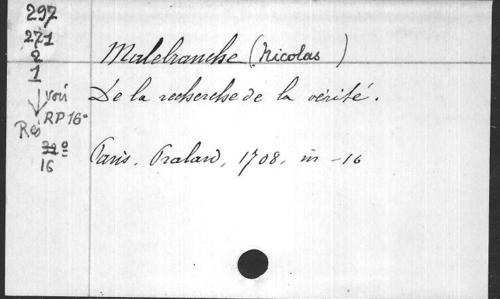 297
271
2
1
voir
RP 16°
Rés
16
Malebranche (Nicolas )
De la recherche de la vérité.
Paris. Pralard, 1708, in-16